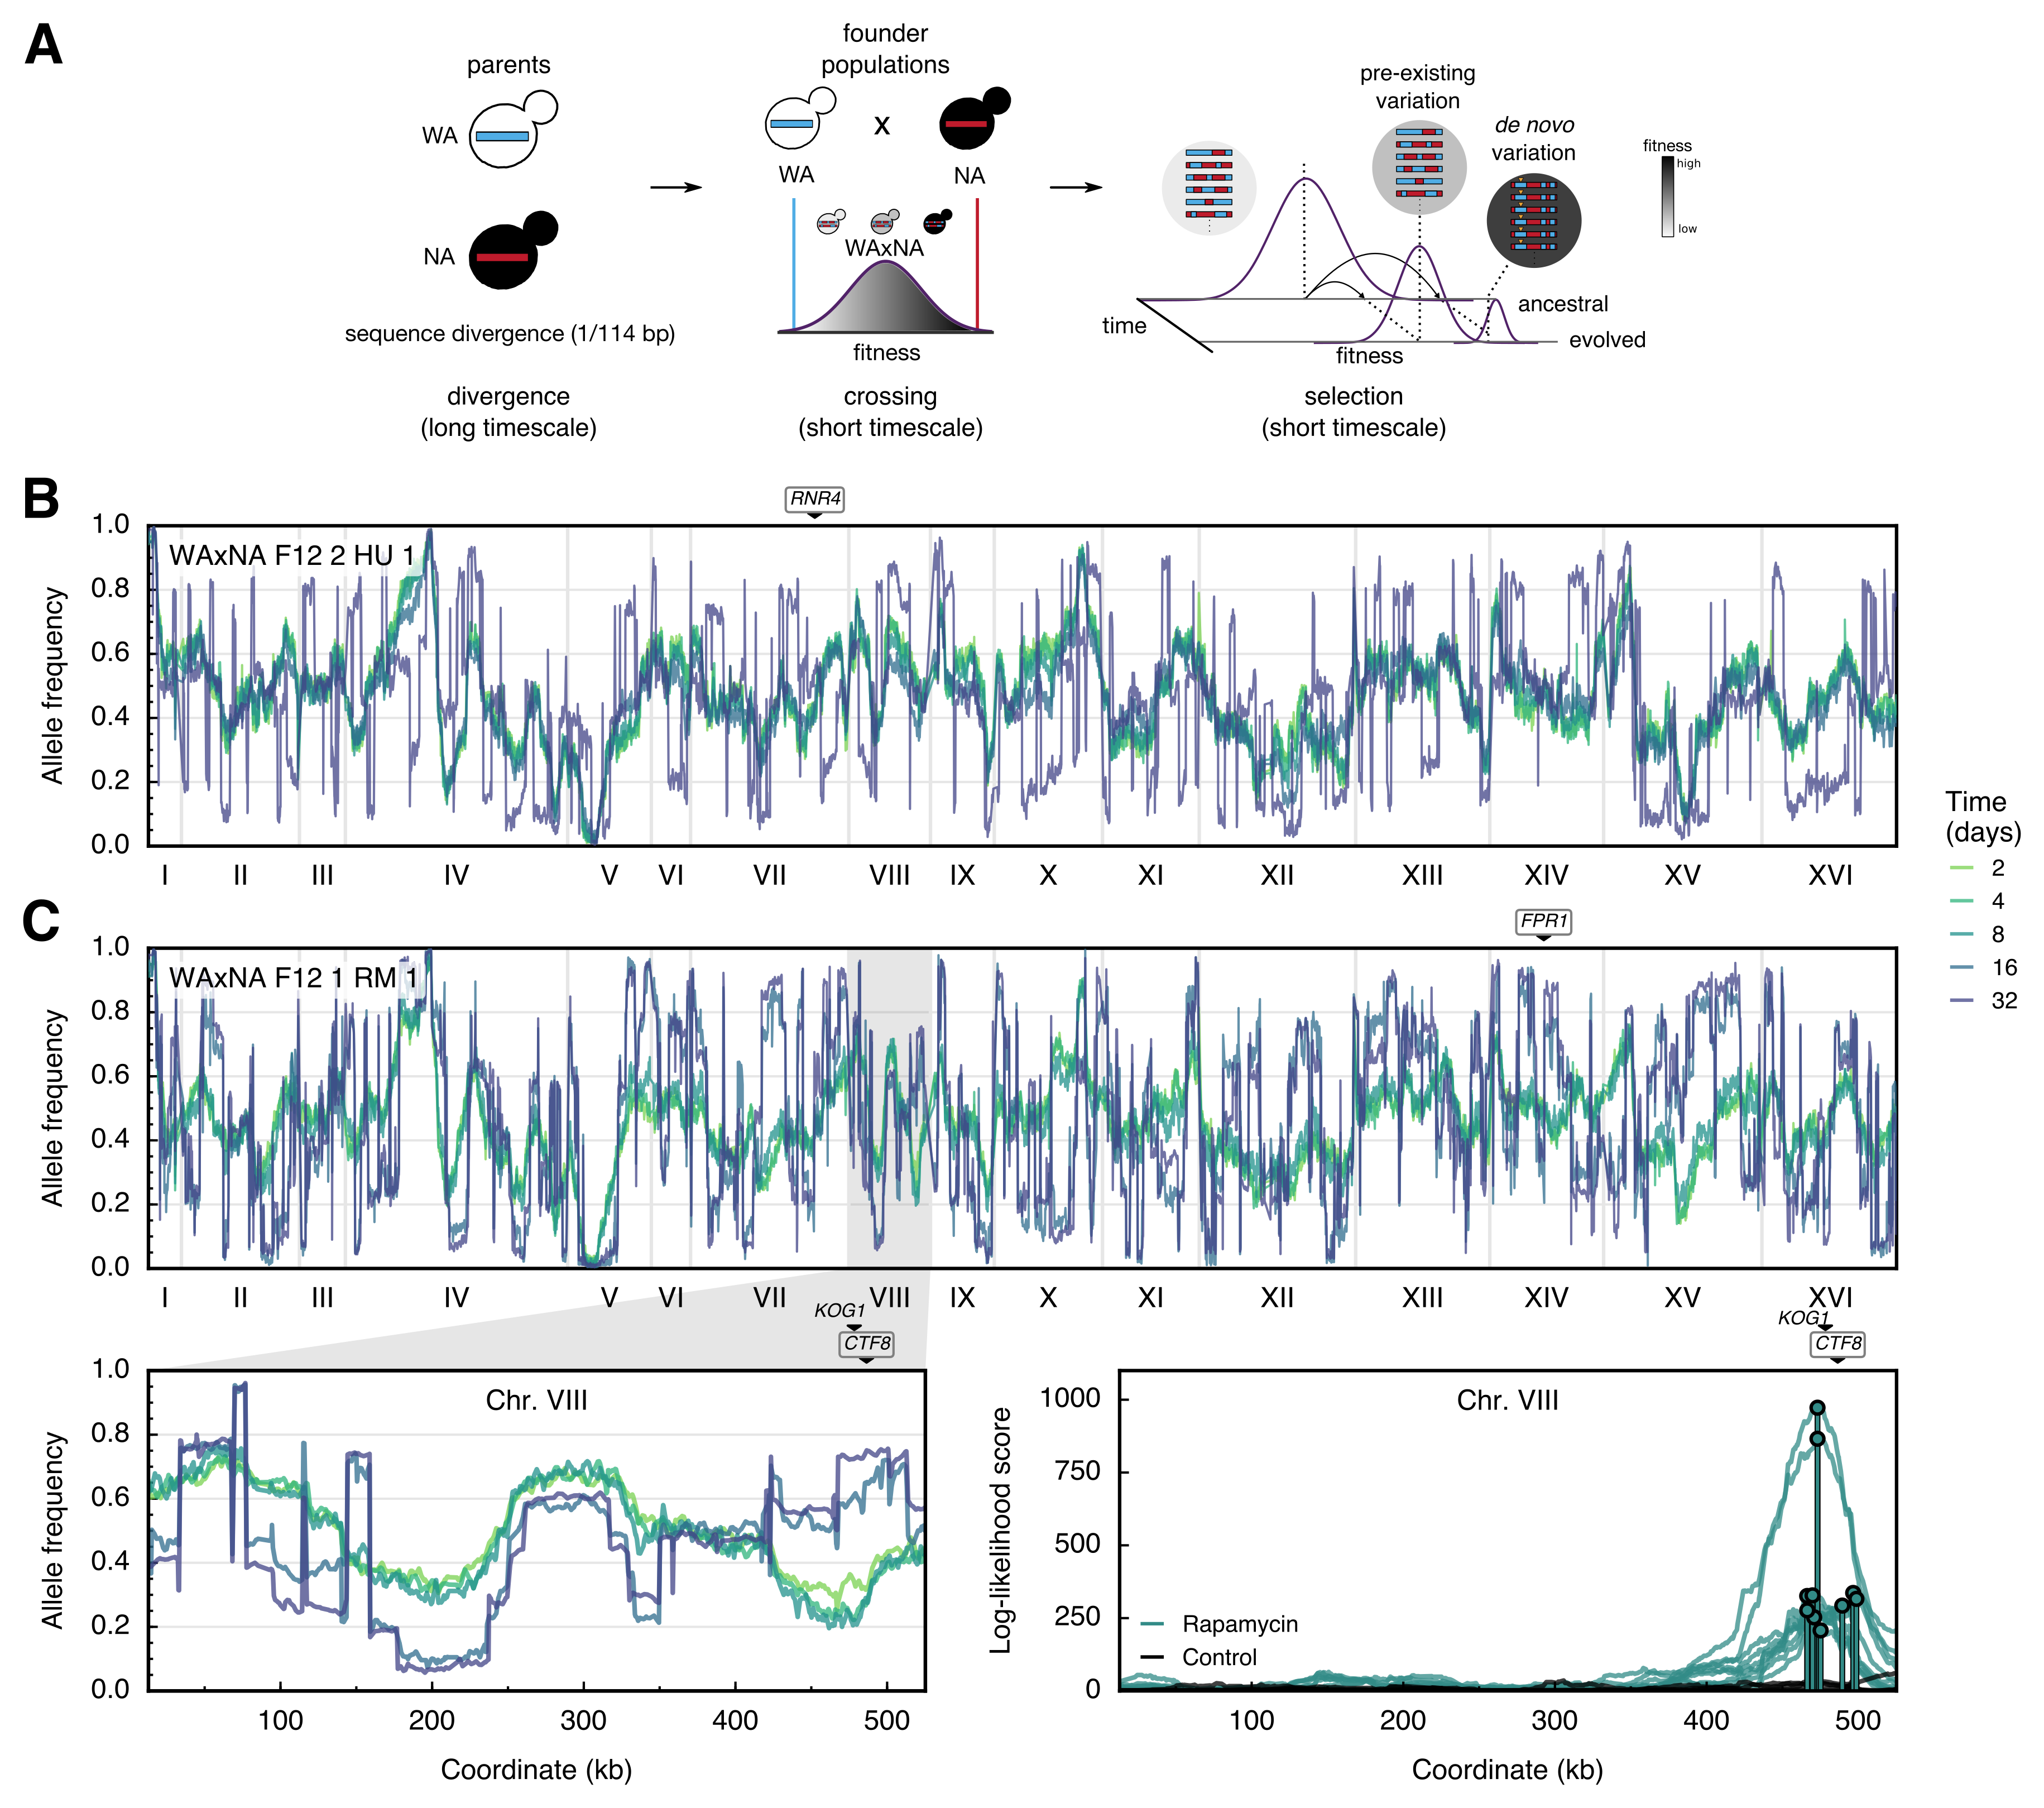 A
parents
WA
NA
sequence divergence (1/114 bp)
divergence
(long timescale)
founder
populations
X
WA
NA
WAxNA
fitness
crossing
(short timescale)
pre-existing
variation
de novo
variation
fitness
high
low
ancestral
evolved
time
fitness
selection
(short timescale)
B
RNR4
WAxNA F12 2 HU 1
Allele frequency
1.0
0.8
0.6
0.4
0.2
0.0
I II III IV V VI VII VIII IX X XI XII XIII XIV XV XVI
Time
(days)
2
4
8
16
32
C
FPR1
WAxNA F12 1 RM 1
Allele frequency
1.0
0.8
0.6
0.4
0.2
0.0
I II III IV V VI VII VIII IX X XI XII XIII XIV XV XVI
KOG1
CTF8
Chr. VIII
Allele frequency
1.0
0.8
0.6
0.4
0.2
0.0
100 200 300 400 500
Coordinate (kb)
KOG1
CTF8
Chr. VIII
Log-likelihood score
1000
750
500
250
0
Rapamycin
Control
100 200 300 400 500
Coordinate (kb)